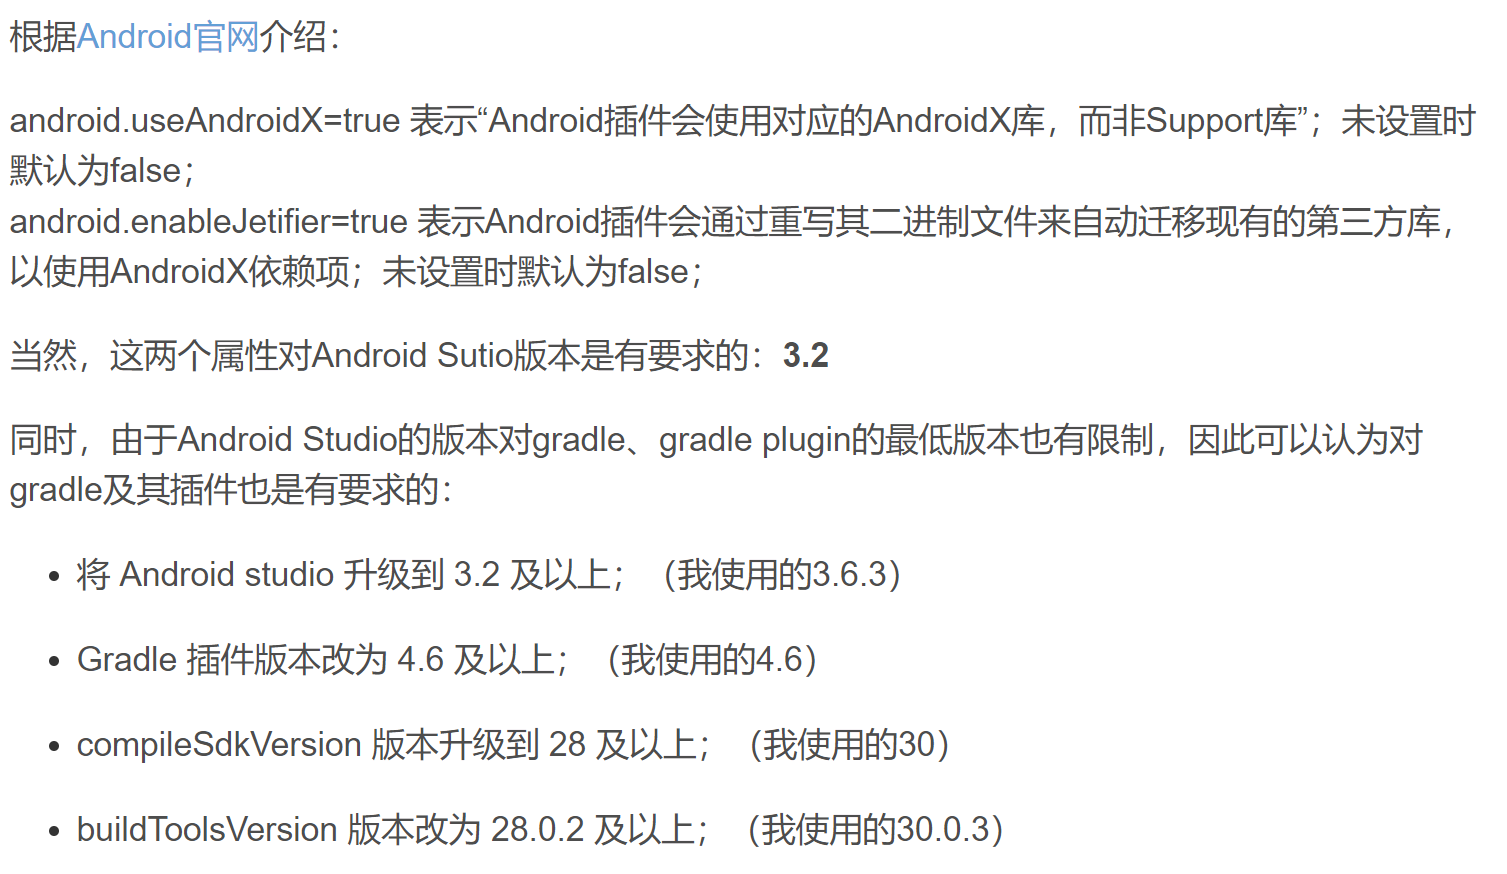 根据Android官网介绍：
android.useAndroidX=true 表示“Android插件会使用对应的AndroidX库，而非Support库”；未设置时
默认为false；
android.enableJetifier=true 表示Android插件会通过重写其二进制文件来自动迁移现有的第三方库，
以使用AndroidX依赖项；未设置时默认为false；
当然，这两个属性对Android Sutio版本是有要求的：3.2
同时，由于Android Studio的版本对gradle、gradle plugin的最低版本也有限制，因此可以认为对
gradle及其插件也是有要求的：
• 将 Android studio 升级到 3.2 及以上；（我使用的3.6.3）
• Gradle 插件版本改为 4.6 及以上；（我使用的4.6）
• compileSdkVersion 版本升级到 28 及以上；（我使用的30）
• buildToolsVersion 版本改为 28.0.2 及以上；（我使用的30.0.3）